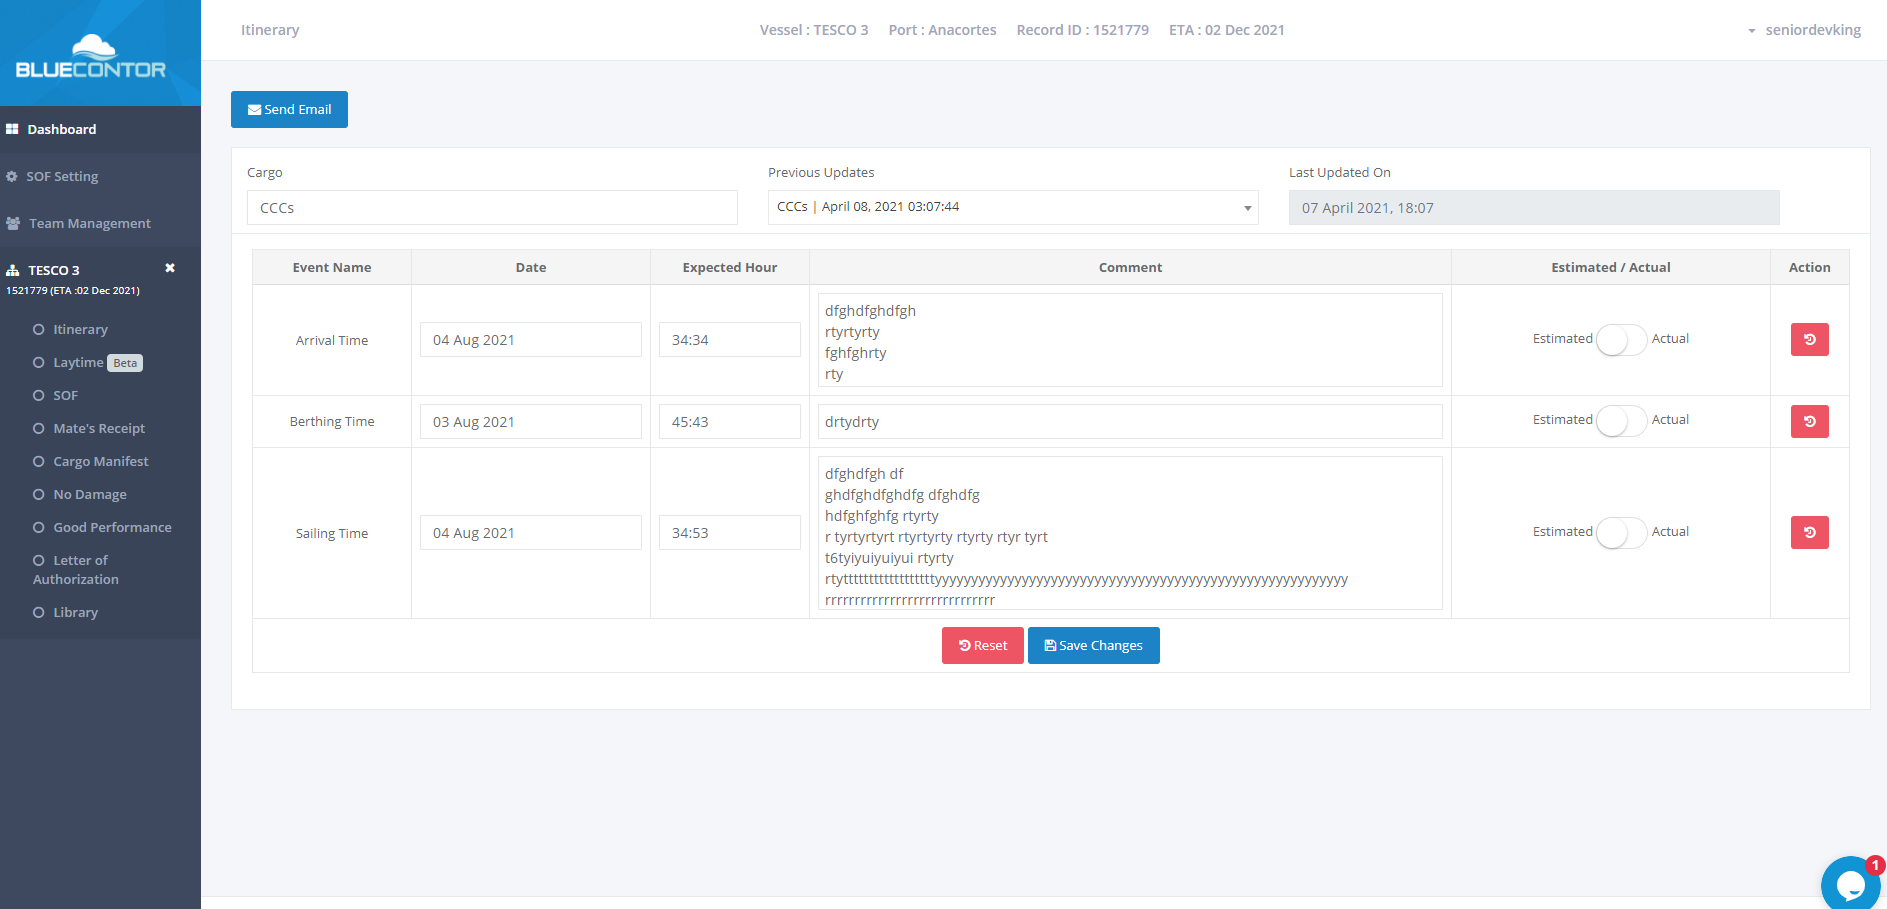 BLUECONTOR
Dashboard
SOF Setting
Team Management
TESCO 3
1521779 (ETA :02 Dec 2021)
Itinerary
Laytime Beta
SOF
Mate's Receipt
Cargo Manifest
No Damage
Good Performance
Letter of
Authorization
Library
Itinerary
Vessel : TESCO 3 Port : Anacortes Record ID : 1521779 ETA : 02 Dec 2021
seniordevking
Send Email
Cargo
CCCs
Previous Updates
CCCs | April 08, 2021 03:07:44
Last Updated On
07 April 2021, 18:07
Event Name Date Expected Hour Comment Estimated / Actual Action
Arrival Time
04 Aug 2021
34:34
dfghdfghdfgh
rtyrtyrty
fghfghrty
rty
Estimated Actual
Berthing Time
03 Aug 2021
45:43
drtydrty
Estimated Actual
Sailing Time
04 Aug 2021
34:53
dfghdfgh df
ghdfghdfghdfg dfghdfg
hdfghfghfg rtyrty
r tyrtyrtyrt rtyrtyrty rtyrty rtyr tyrt
t6tyiyuiyuiyui rtyrty
Estimated Actual
Reset Save Changes
1